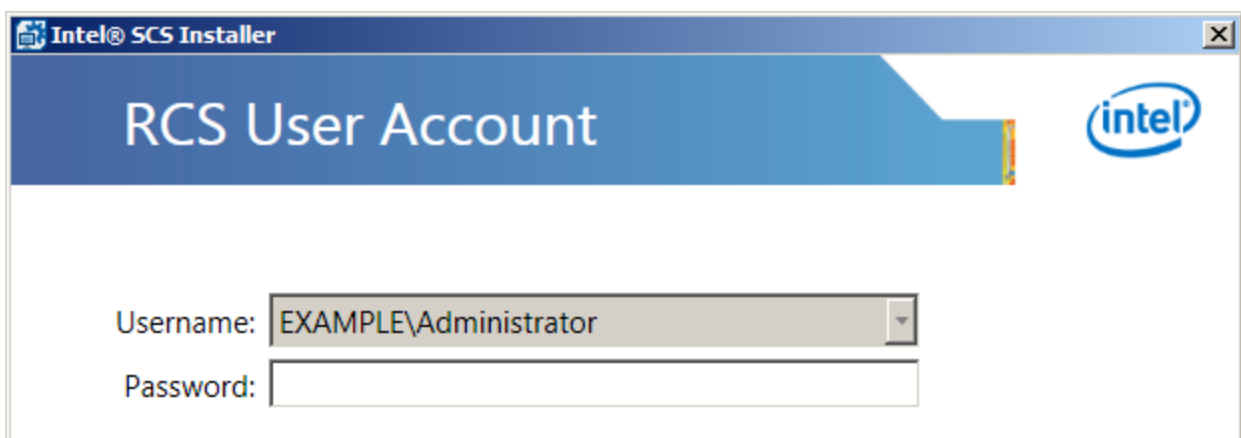 Intel® SCS Installer
RCS User Account
intel®
Username: EXAMPLE\Administrator
Password: